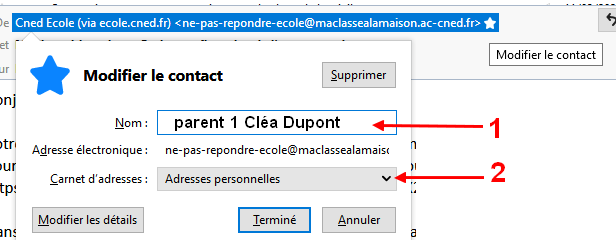 De Cned Ecole (via ecole.cned.fr) <ne-pas-repondre-ecole@maclassealamaison.ac-cned.fr>
Modifier le contact
Modifier le contact
Supprimer
Nom : parent 1 Cléa Dupont
1
Adresse électronique : ne-pas-repondre-ecole@maclassealamaiso
Carnet d'adresses : Adresses personnelles
2
Modifier les détails
Terminé
Annuler